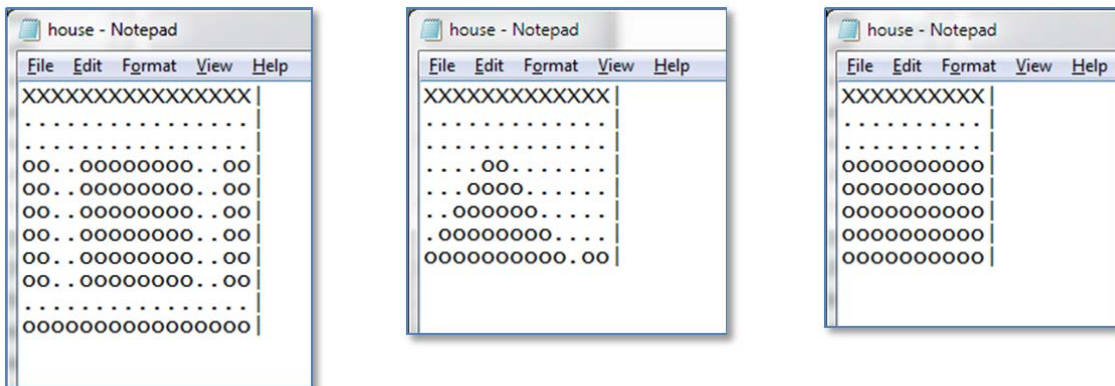 house - Notepad
File Edit Format View Help
XXXXXXXXXXXXXXXX|
................|
................|
oo..oooooooo..oo|
oo..oooooooo..oo|
oo..oooooooo..oo|
oo..oooooooo..oo|
oo..oooooooo..oo|
oo..oooooooo..oo|
................|
oooooooooooooooo|
house - Notepad
File Edit Format View Help
XXXXXXXXXXXXX|
.............|
.............|
....oo.......|
...oooo......|
..oooooo.....|
.oooooooo....|
oooooooooo.oo|
house - Notepad
File Edit Format View Help
XXXXXXXXXX|
..........|
..........|
oooooooooo|
oooooooooo|
oooooooooo|
oooooooooo|
oooooooooo|